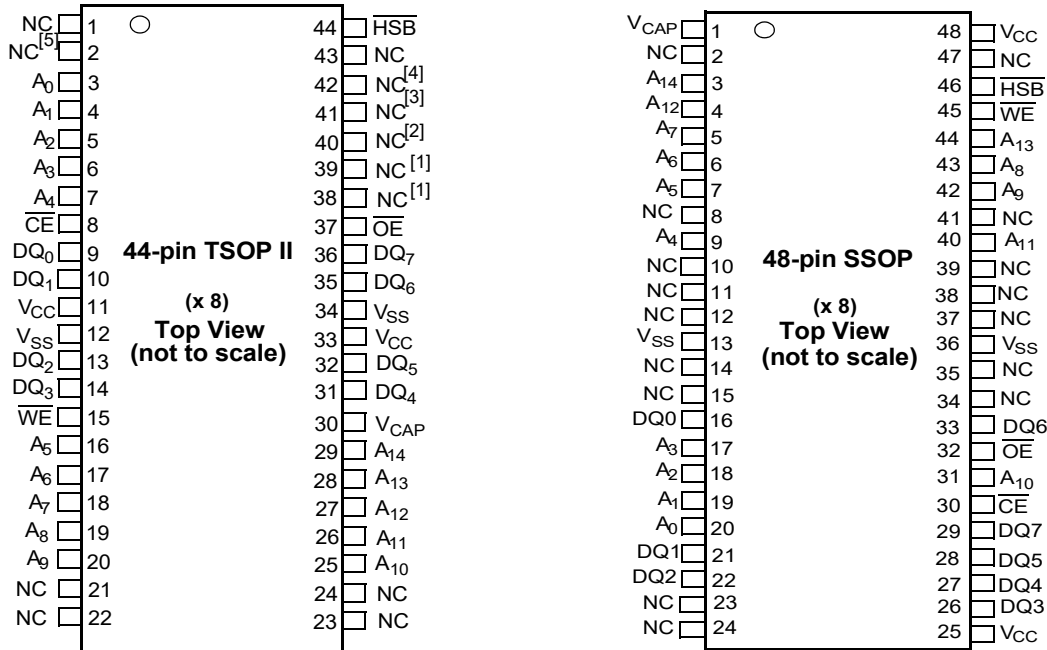 NC 1 44 H̅S̅B̅
NC[5] 2 43 NC
A0 3 42 NC[4]
A1 4 41 NC[3]
A2 5 40 NC[2]
A3 6 39 NC [1]
A4 7 38 NC [1]
C̅E̅ 8 37 O̅E̅
DQ0 9 36 DQ7
DQ1 10 35 DQ6
VCC 11 34 VSS
VSS 12 33 VCC
DQ2 13 32 DQ5
DQ3 14 31 DQ4
W̅E̅ 15 30 VCAP
A5 16 29 A14
A6 17 28 A13
A7 18 27 A12
A8 19 26 A11
A9 20 25 A10
NC 21 24 NC
NC 22 23 NC
44-pin TSOP II
(x 8)
Top View
(not to scale)
VCAP 1 48 VCC
NC 2 47 NC
A14 3 46 H̅S̅B̅
A12 4 45 W̅E̅
A7 5 44 A13
A6 6 43 A8
A5 7 42 A9
NC 8 41 NC
A4 9 40 A11
NC 10 39 NC
NC 11 38 NC
NC 12 37 NC
VSS 13 36 VSS
NC 14 35 NC
NC 15 34 NC
DQ0 16 33 DQ6
A3 17 32 O̅E̅
A2 18 31 A10
A1 19 30 C̅E̅
A0 20 29 DQ7
DQ1 21 28 DQ5
DQ2 22 27 DQ4
NC 23 26 DQ3
NC 24 25 VCC
48-pin SSOP
(x 8)
Top View
(not to scale)